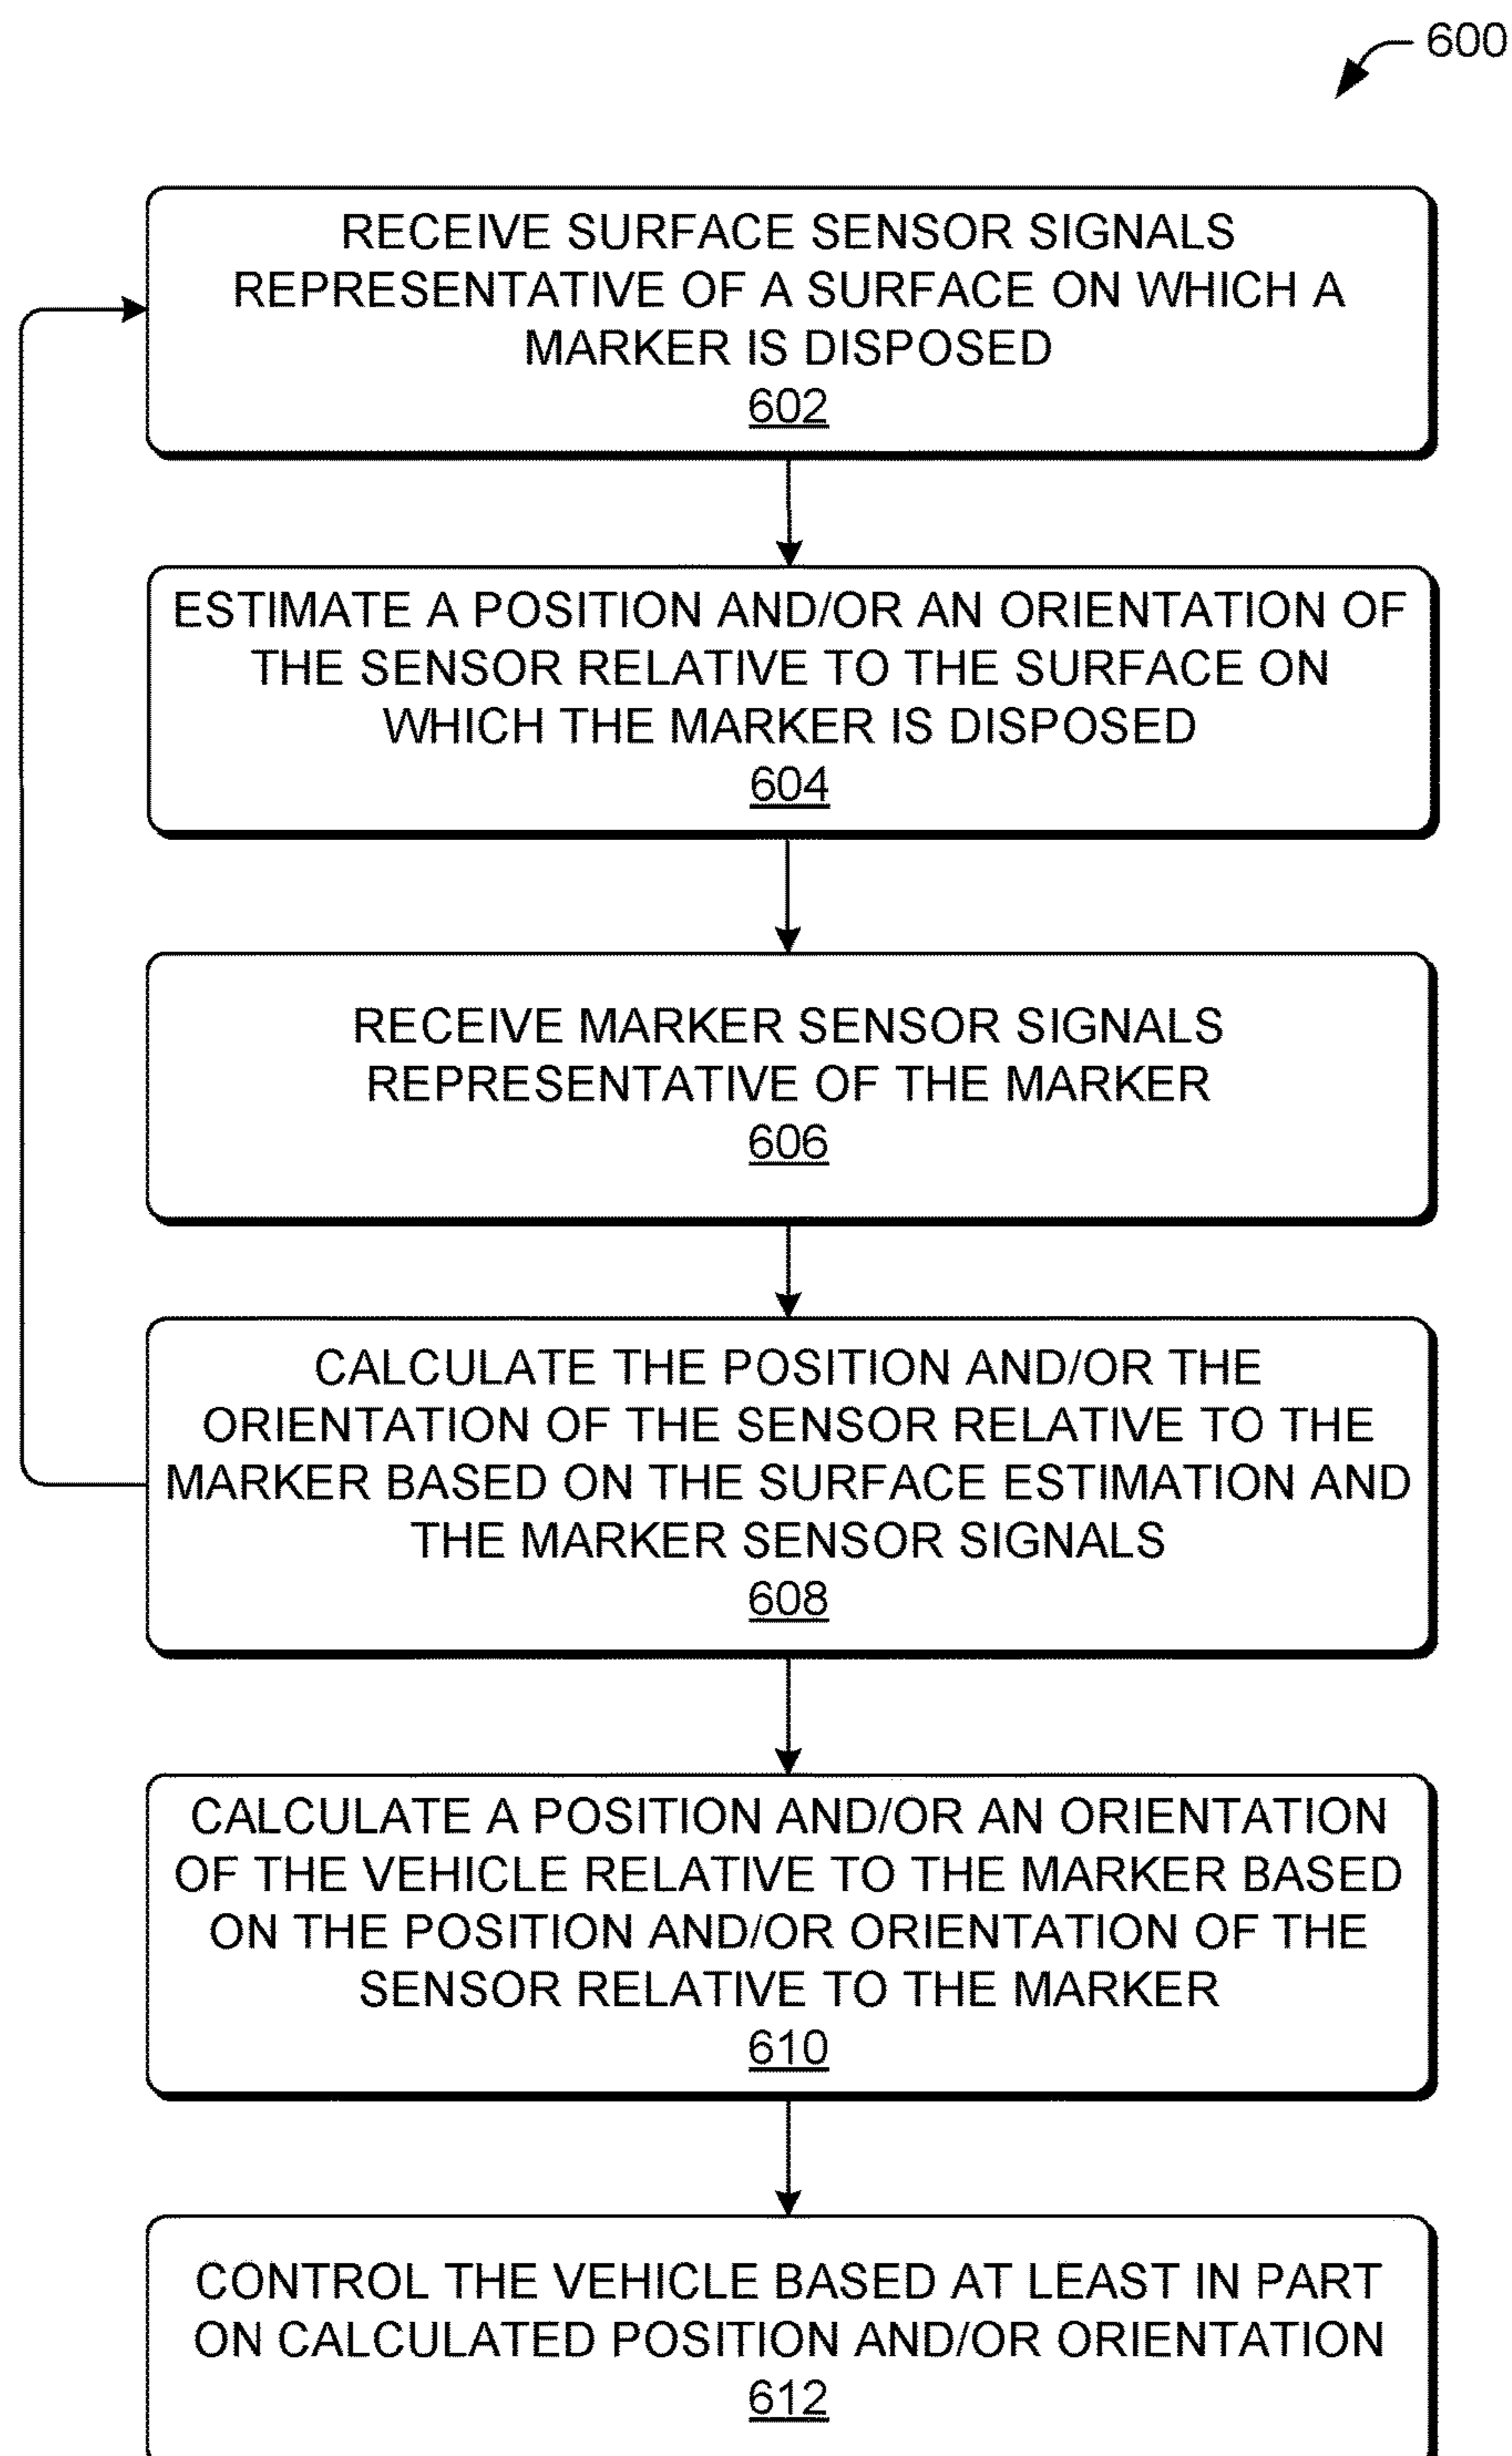 600
RECEIVE SURFACE SENSOR SIGNALS
REPRESENTATIVE OF A SURFACE ON WHICH A
MARKER IS DISPOSED
602
ESTIMATE A POSITION AND/OR AN ORIENTATION OF
THE SENSOR RELATIVE TO THE SURFACE ON
WHICH THE MARKER IS DISPOSED
604
RECEIVE MARKER SENSOR SIGNALS
REPRESENTATIVE OF THE MARKER
606
CALCULATE THE POSITION AND/OR THE
ORIENTATION OF THE SENSOR RELATIVE TO THE
MARKER BASED ON THE SURFACE ESTIMATION AND
THE MARKER SENSOR SIGNALS
608
CALCULATE A POSITION AND/OR AN ORIENTATION
OF THE VEHICLE RELATIVE TO THE MARKER BASED
ON THE POSITION AND/OR ORIENTATION OF THE
SENSOR RELATIVE TO THE MARKER
610
CONTROL THE VEHICLE BASED AT LEAST IN PART
ON CALCULATED POSITION AND/OR ORIENTATION
612